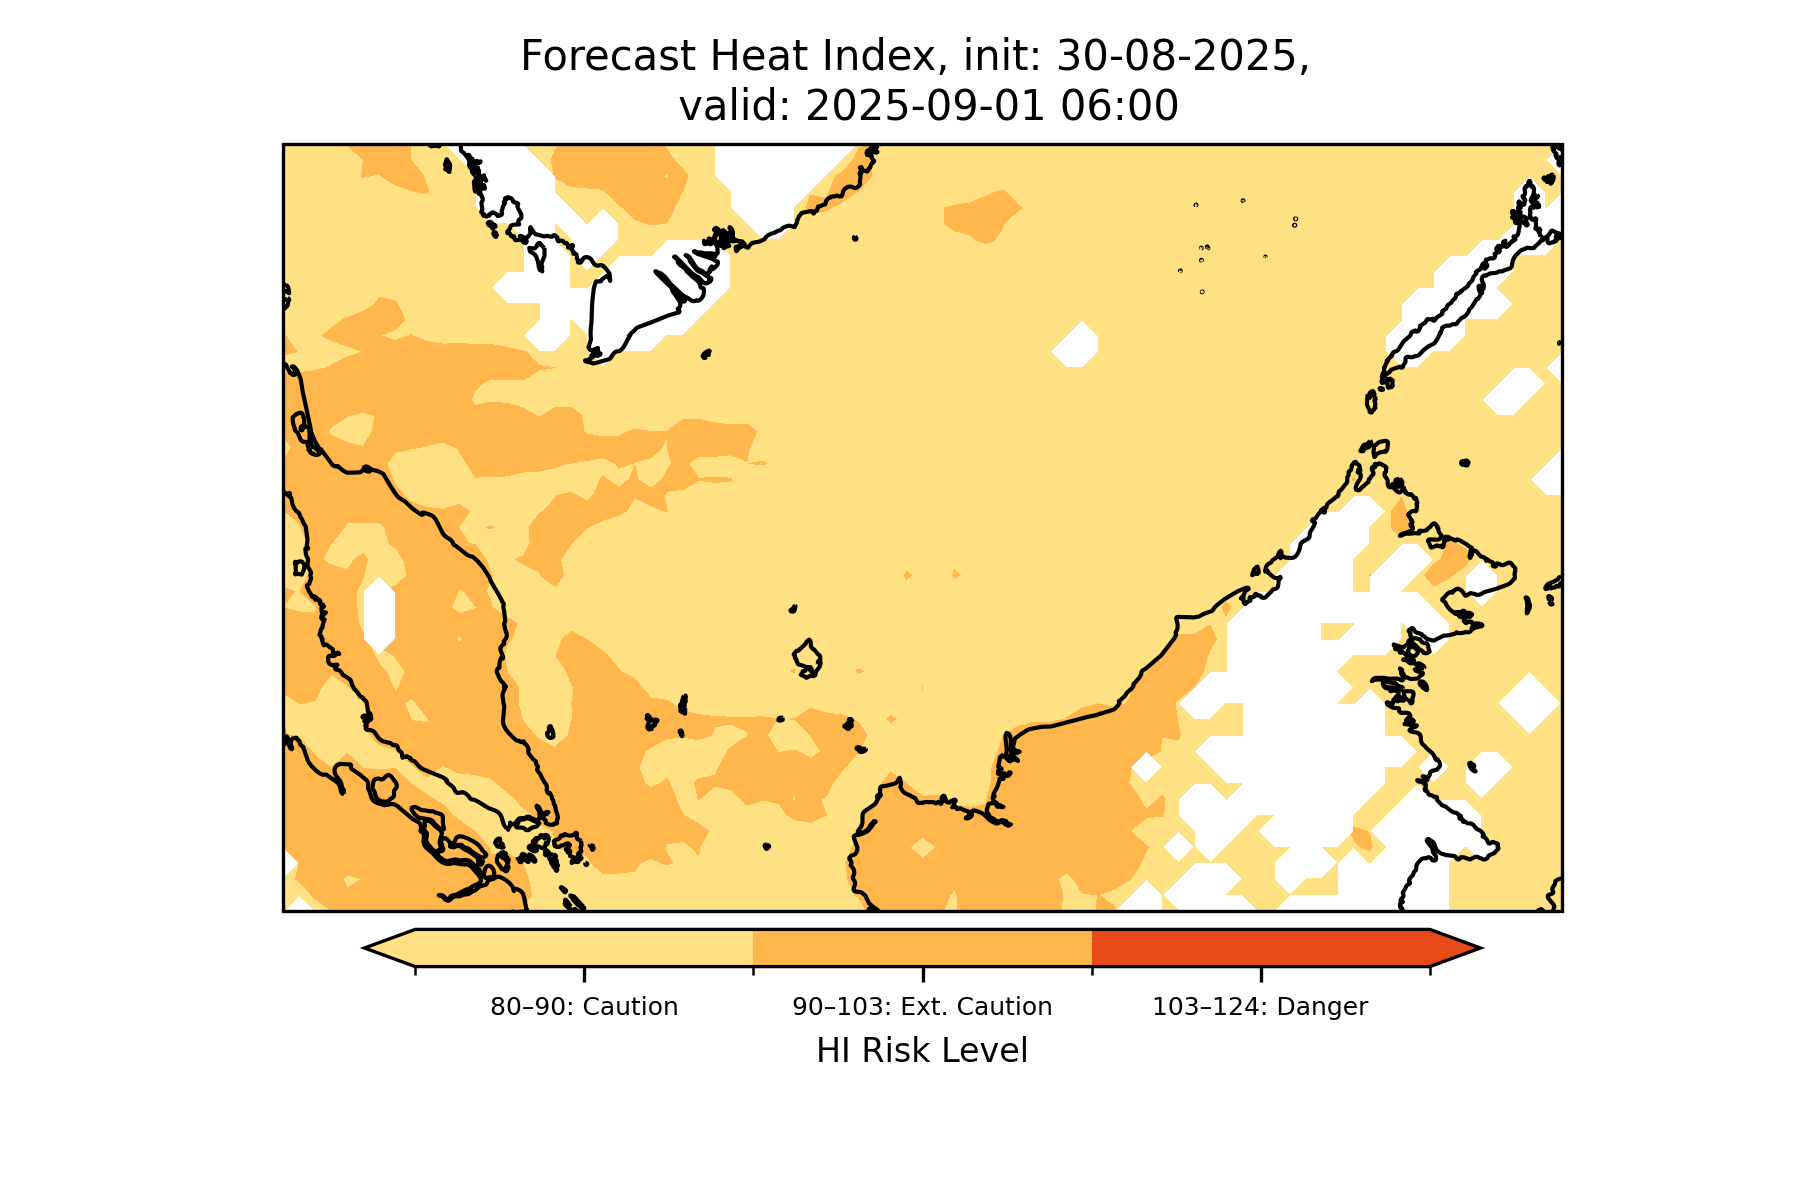 Forecast Heat Index, init: 30-08-2025,
valid: 2025-09-01 06:00
80–90: Caution
90–103: Ext. Caution
103–124: Danger
HI Risk Level